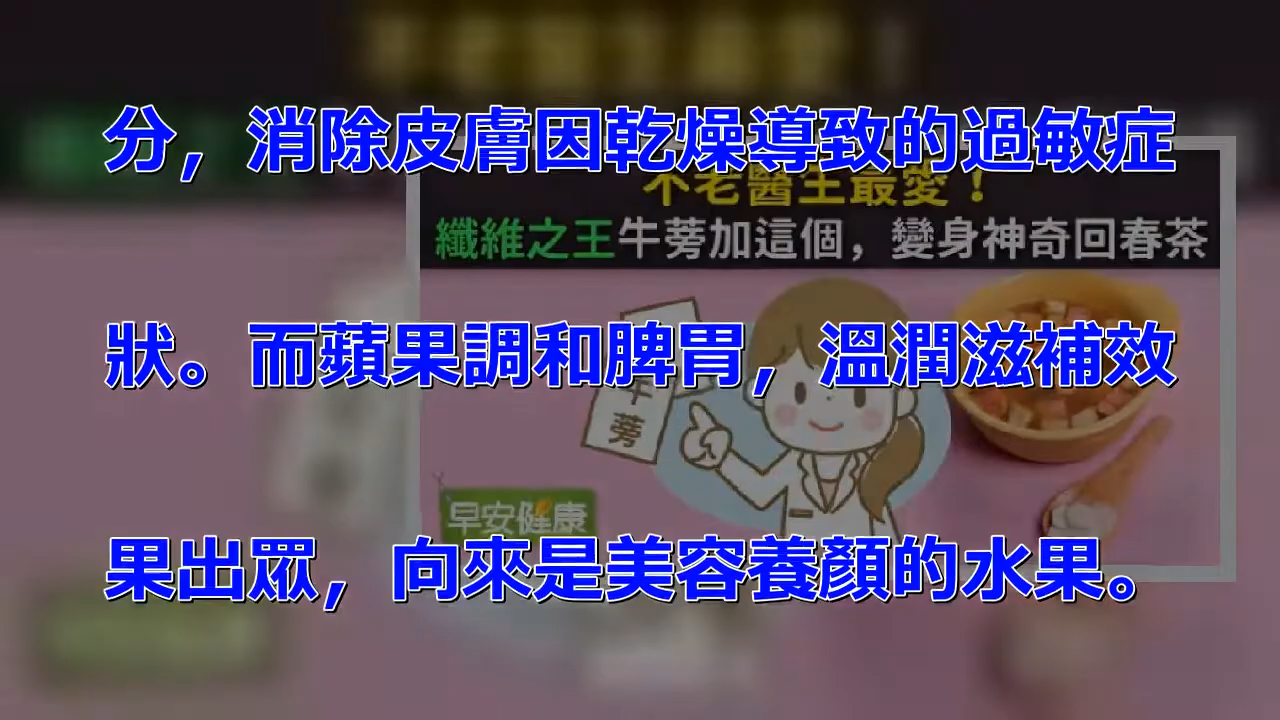 分，消除皮膚因乾燥導致的過敏症
不老醫生最愛！
纖維之王牛蒡加這個，變身神奇回春茶
狀。而蘋果調和脾胃，溫潤滋補效
牛蒡
早安健康
果出眾，向來是美容養顏的水果。